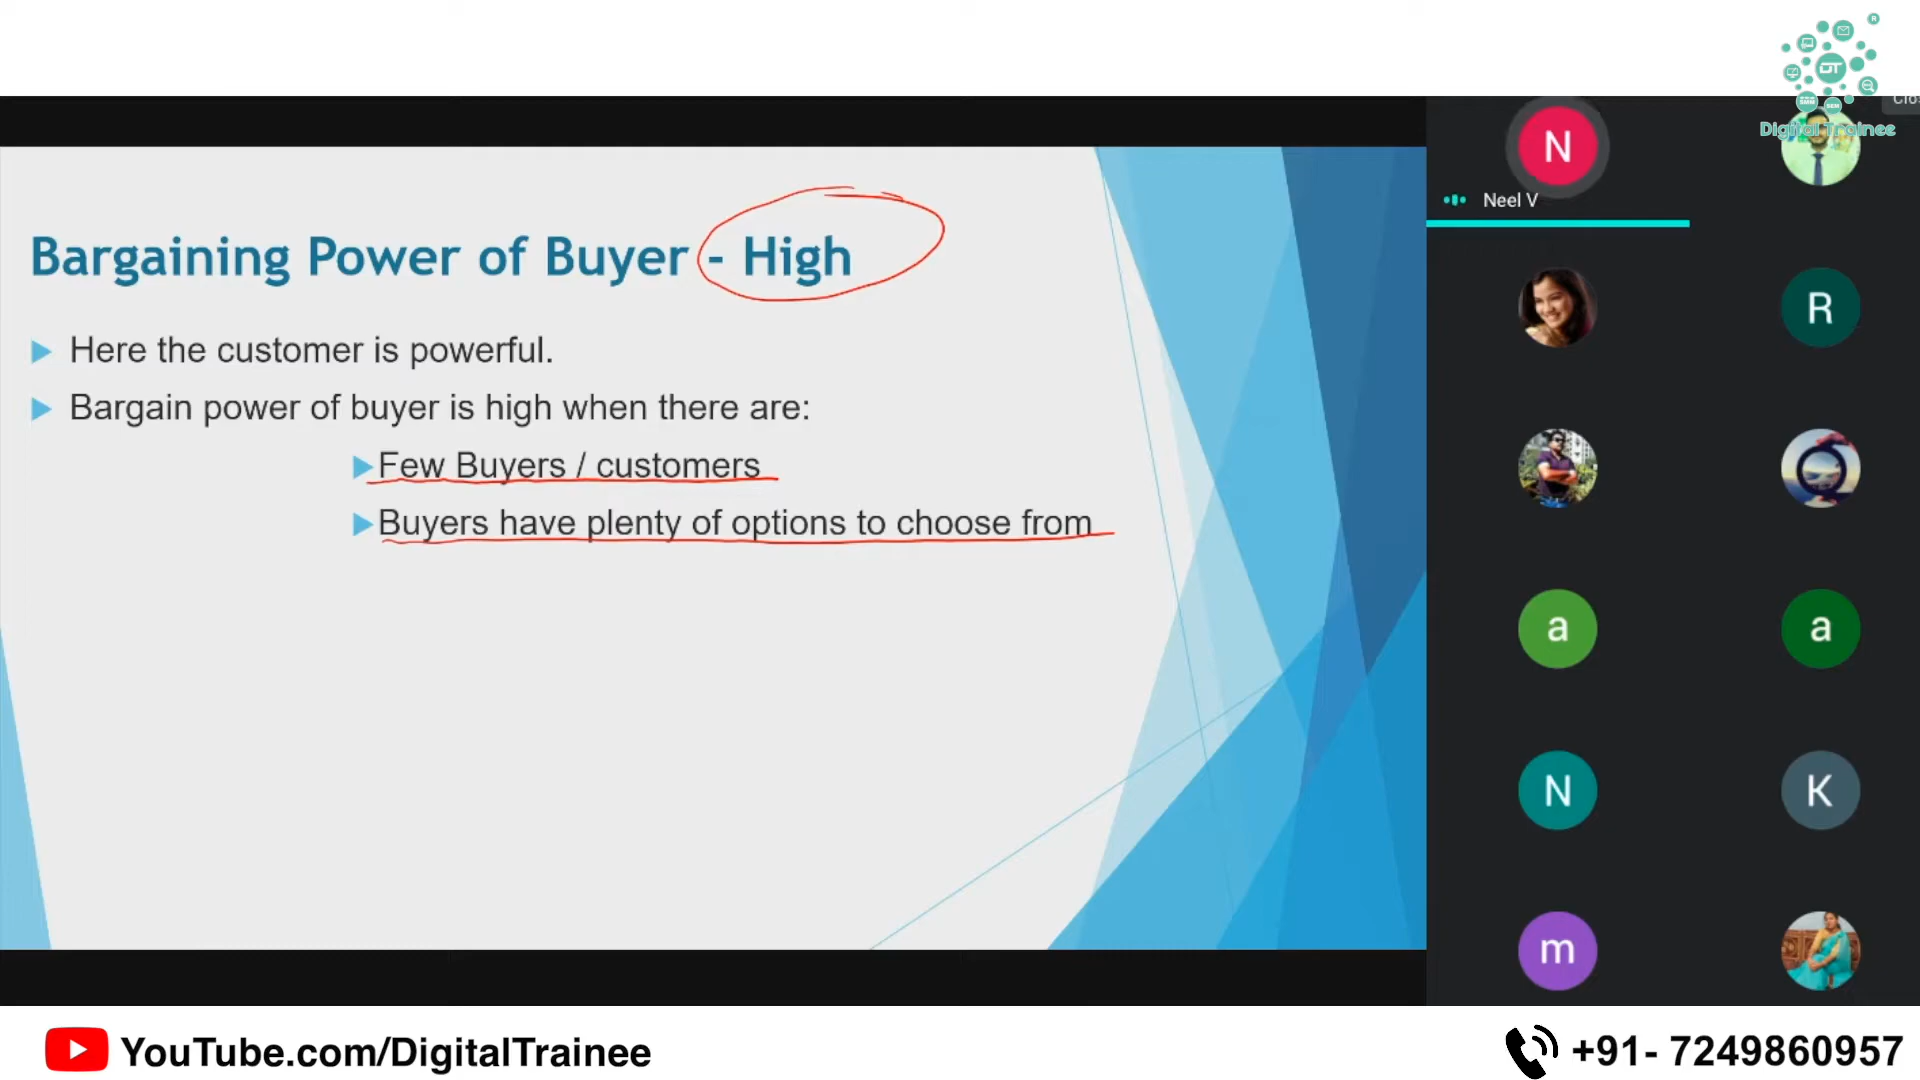 Clos
DT
Digital Trainee
N
Neel V
Bargaining Power of Buyer - High
Here the customer is powerful.
Bargain power of buyer is high when there are:
Few Buyers / customers
Buyers have plenty of options to choose from
R
a
a
N
K
m
YouTube.com/DigitalTrainee
+91- 7249860957